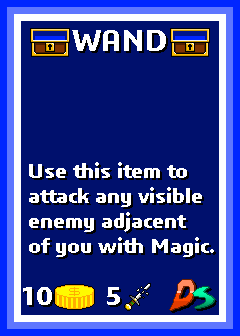 WAND
Use this item to
attack any visible
enemy adjacent
of you with Magic.
10 5 DS